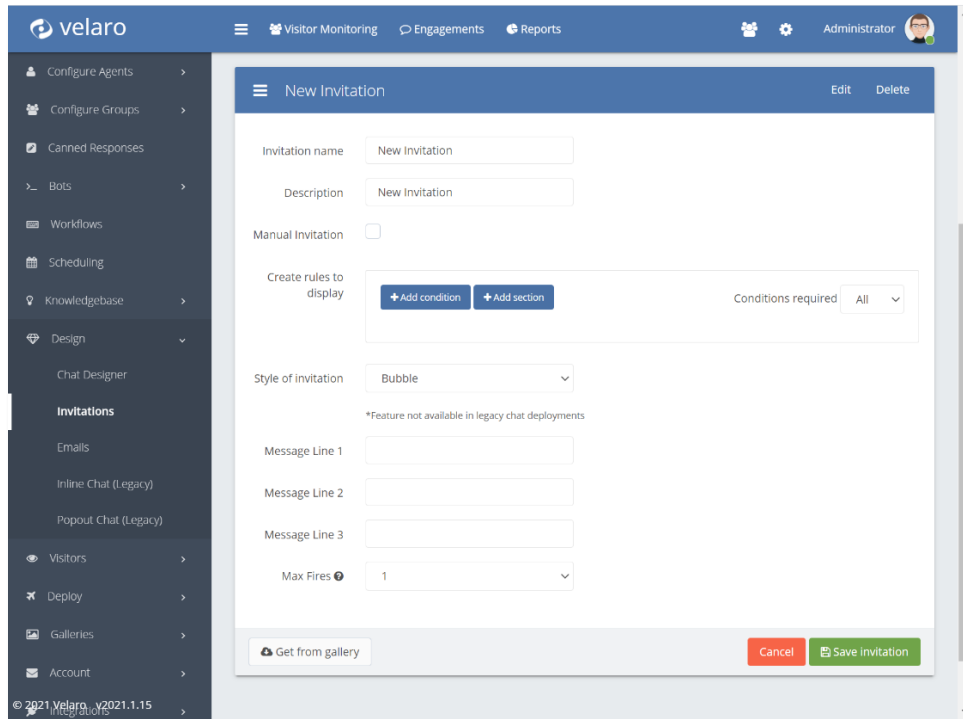 velaro
Visitor Monitoring
Engagements
Reports
Administrator
Configure Agents
Configure Groups
Canned Responses
Bots
Workflows
Scheduling
Knowledgebase
Design
Chat Designer
Invitations
Emails
Inline Chat (Legacy)
Popout Chat (Legacy)
Visitors
Deploy
Galleries
Account
Integrations
© 2021 Velaro v2021.1.15
New Invitation
Edit
Delete
Invitation name
New Invitation
Description
New Invitation
Manual Invitation
Create rules to
display
+Add condition
+Add section
Conditions required
All
Style of invitation
Bubble
*Feature not available in legacy chat deployments
Message Line 1
Message Line 2
Message Line 3
Max Fires
1
Get from gallery
Cancel
Save invitation